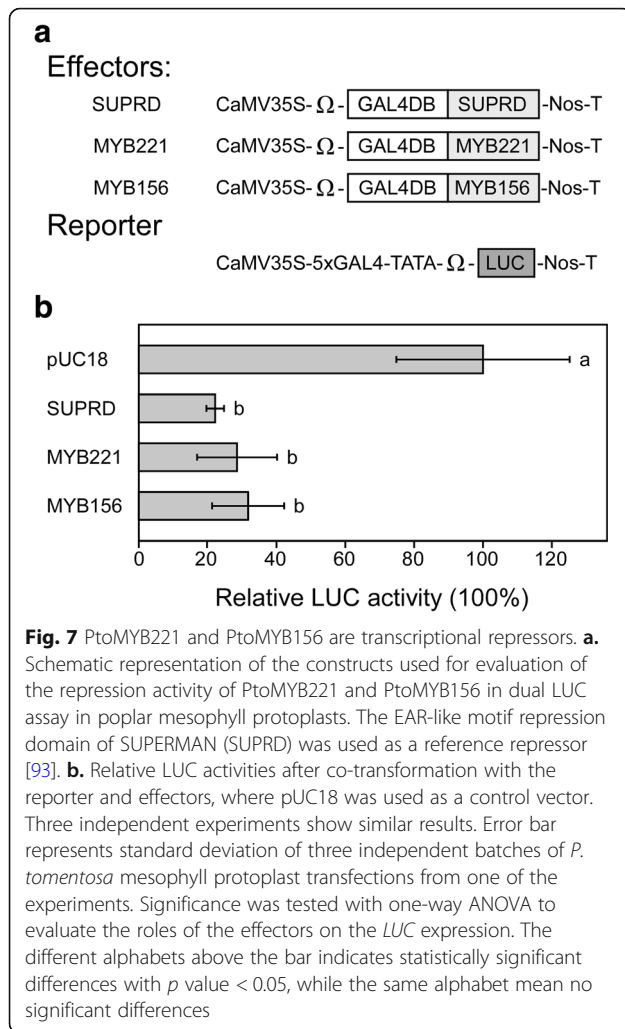 a
Effectors:
SUPRD CaMV35S- Ω - GAL4DB SUPRD -Nos-T
MYB221 CaMV35S- Ω - GAL4DB MYB221 -Nos-T
MYB156 CaMV35S- Ω - GAL4DB MYB156 -Nos-T
Reporter
CaMV35S-5xGAL4-TATA- Ω - LUC -Nos-T
b
pUC18 a
SUPRD b
MYB221 b
MYB156 b
0 20 40 60 80 100 120
Relative LUC activity (100%)
Fig. 7 PtoMYB221 and PtoMYB156 are transcriptional repressors. a.
Schematic representation of the constructs used for evaluation of
the repression activity of PtoMYB221 and PtoMYB156 in dual LUC
assay in poplar mesophyll protoplasts. The EAR-like motif repression
domain of SUPERMAN (SUPRD) was used as a reference repressor
[93]. b. Relative LUC activities after co-transformation with the
reporter and effectors, where pUC18 was used as a control vector.
Three independent experiments show similar results. Error bar
represents standard deviation of three independent batches of P.
tomentosa mesophyll protoplast transfections from one of the
experiments. Significance was tested with one-way ANOVA to
evaluate the roles of the effectors on the LUC expression. The
different alphabets above the bar indicates statistically significant
differences with p value < 0.05, while the same alphabet mean no
significant differences